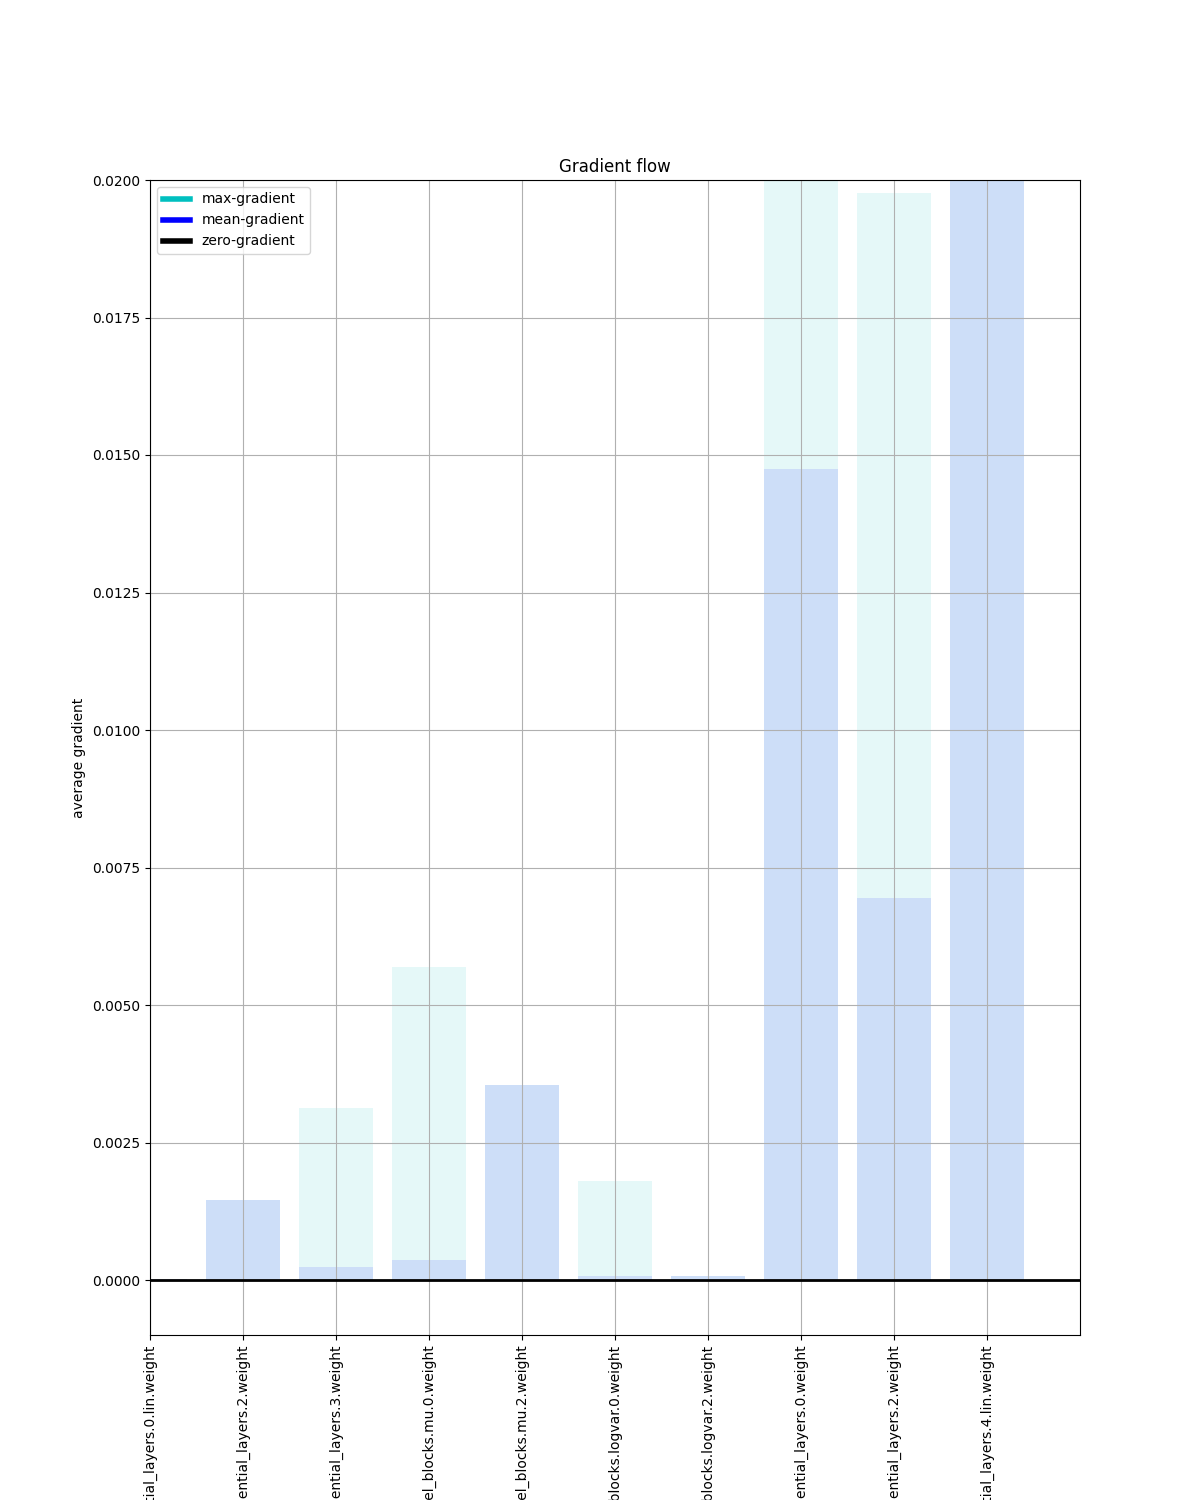 Gradient flow
max-gradient
mean-gradient
zero-gradient
0.0200
0.0175
0.0150
0.0125
0.0100
0.0075
0.0050
0.0025
0.0000
average gradient
tial_layers.0.lin.weight
ential_layers.2.weight
ential_layers.3.weight
el_blocks.mu.0.weight
el_blocks.mu.2.weight
blocks.logvar.0.weight
blocks.logvar.2.weight
ential_layers.0.weight
ential_layers.2.weight
tial_layers.4.lin.weight